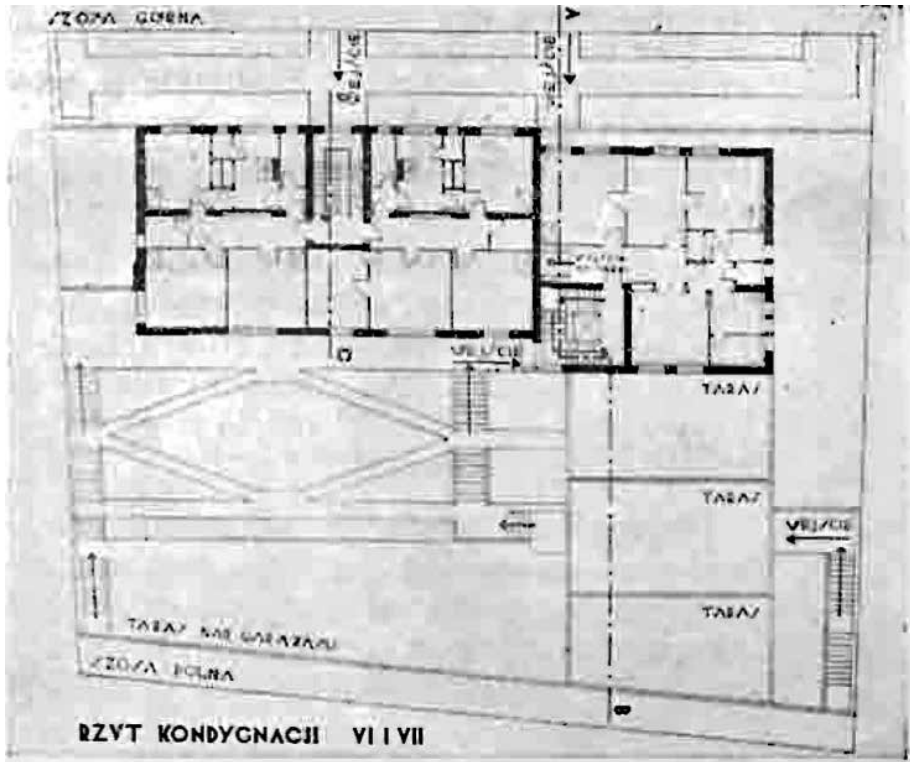 SZOSA GÓRNA
WEJŚCIE
WEJŚCIE
A
WEJŚCIE
TARAS
TARAS
WEJŚCIE
TARAS
TARAS NAD GARAŻAMI
SZOSA DOLNA
B
RZUT KONDYGNACJI VI I VII